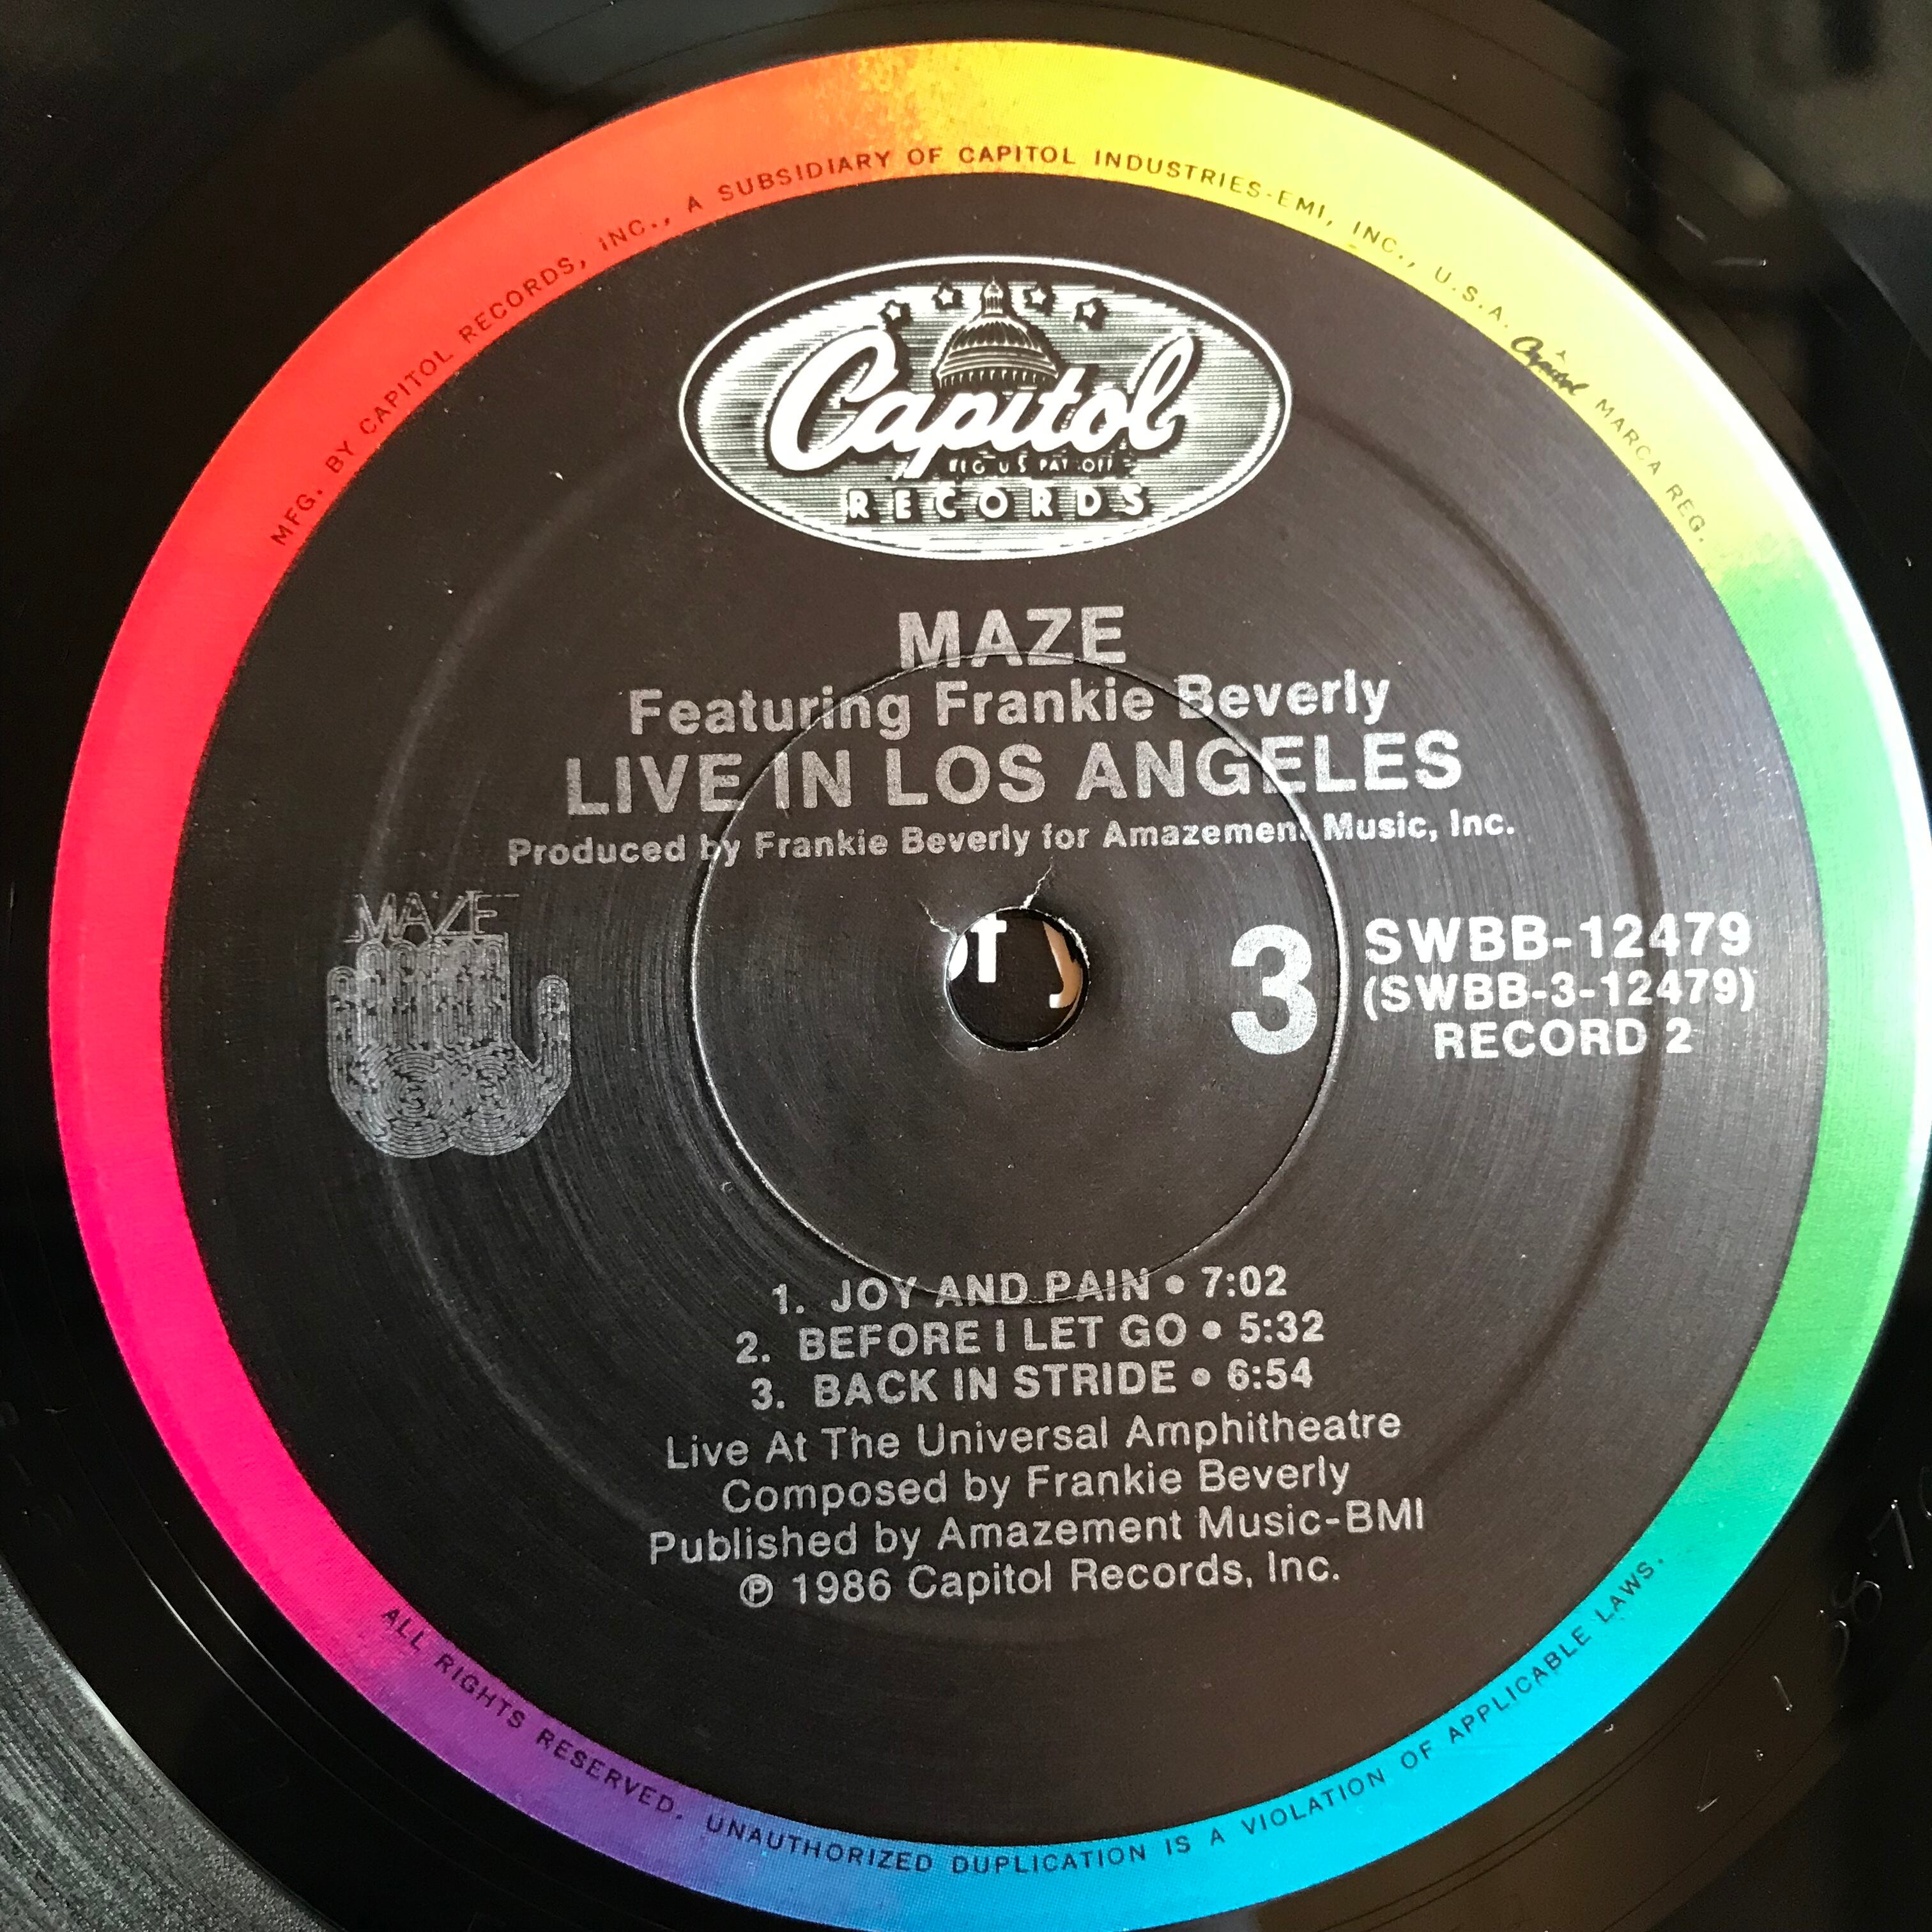 MFG. BY CAPITOL RECORDS, INC., A SUBSIDIARY OF CAPITOL INDUSTRIES-EMI, INC., U.S.A. Capitol MARCA REG.
Capitol
REG. U.S. PAT. OFF.
RECORDS
MAZE
Featuring Frankie Beverly
LIVE IN LOS ANGELES
Produced by Frankie Beverly for Amazement Music, Inc.
MAZE
3
SWBB-12479
(SWBB-3-12479)
RECORD 2
1. JOY AND PAIN • 7:02
2. BEFORE I LET GO • 5:32
3. BACK IN STRIDE • 6:54
Live At The Universal Amphitheatre
Composed by Frankie Beverly
Published by Amazement Music-BMI
℗ 1986 Capitol Records, Inc.
ALL RIGHTS RESERVED. UNAUTHORIZED DUPLICATION IS A VIOLATION OF APPLICABLE LAWS.